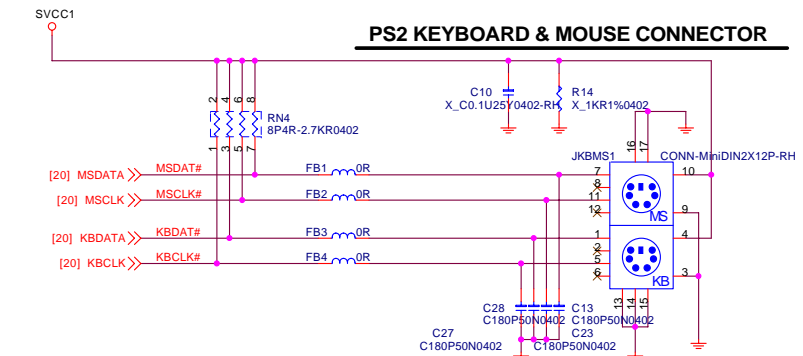 SVCC1
PS2 KEYBOARD & MOUSE CONNECTOR
C10
X_C0.1U25Y0402-RH
R14
X_1KR1%0402
2
4
6
8
RN4
8P4R-2.7KR0402
1
3
5
7
16
17
JKBMS1
CONN-MiniDIN2X12P-RH
[20] MSDATA
MSDAT#
FB1
0R
7
10
8
[20] MSCLK
MSCLK#
FB2
0R
11
12
MS
9
[20] KBDATA
KBDAT#
FB3
0R
1
4
2
[20] KBCLK
KBCLK#
FB4
0R
5
6
KB
3
13
14
15
C28
C180P50N0402
C13
C180P50N0402
C27
C180P50N0402
C23
C180P50N0402